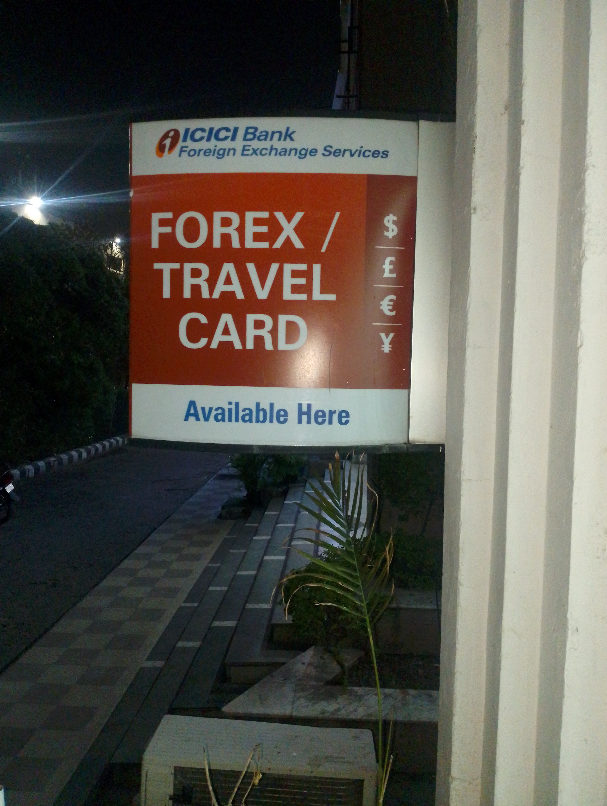 i ICICI Bank
Foreign Exchange Services
FOREX /
TRAVEL
CARD
$
£
€
¥
Available Here